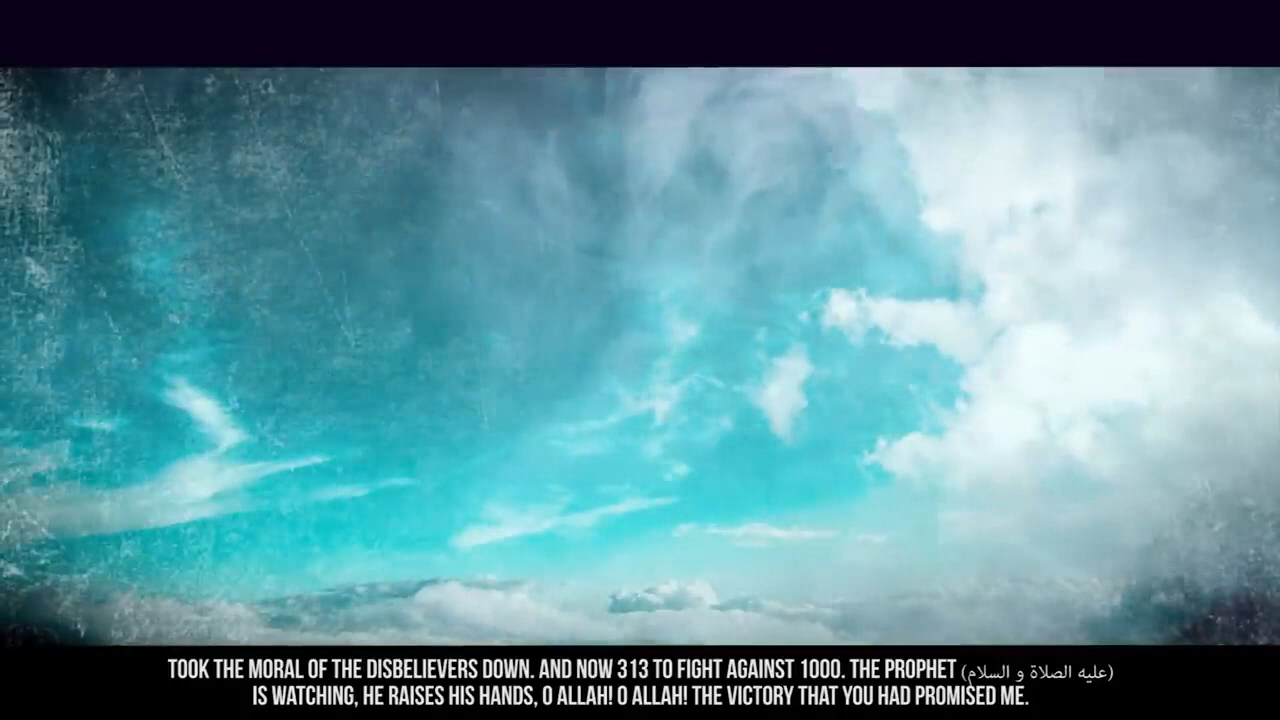 TOOK THE MORAL OF THE DISBELIEVERS DOWN. AND NOW 313 TO FIGHT AGAINST 1000. THE PROPHET (عليه الصلاة و السلام)
IS WATCHING, HE RAISES HIS HANDS, O ALLAH! O ALLAH! THE VICTORY THAT YOU HAD PROMISED ME.